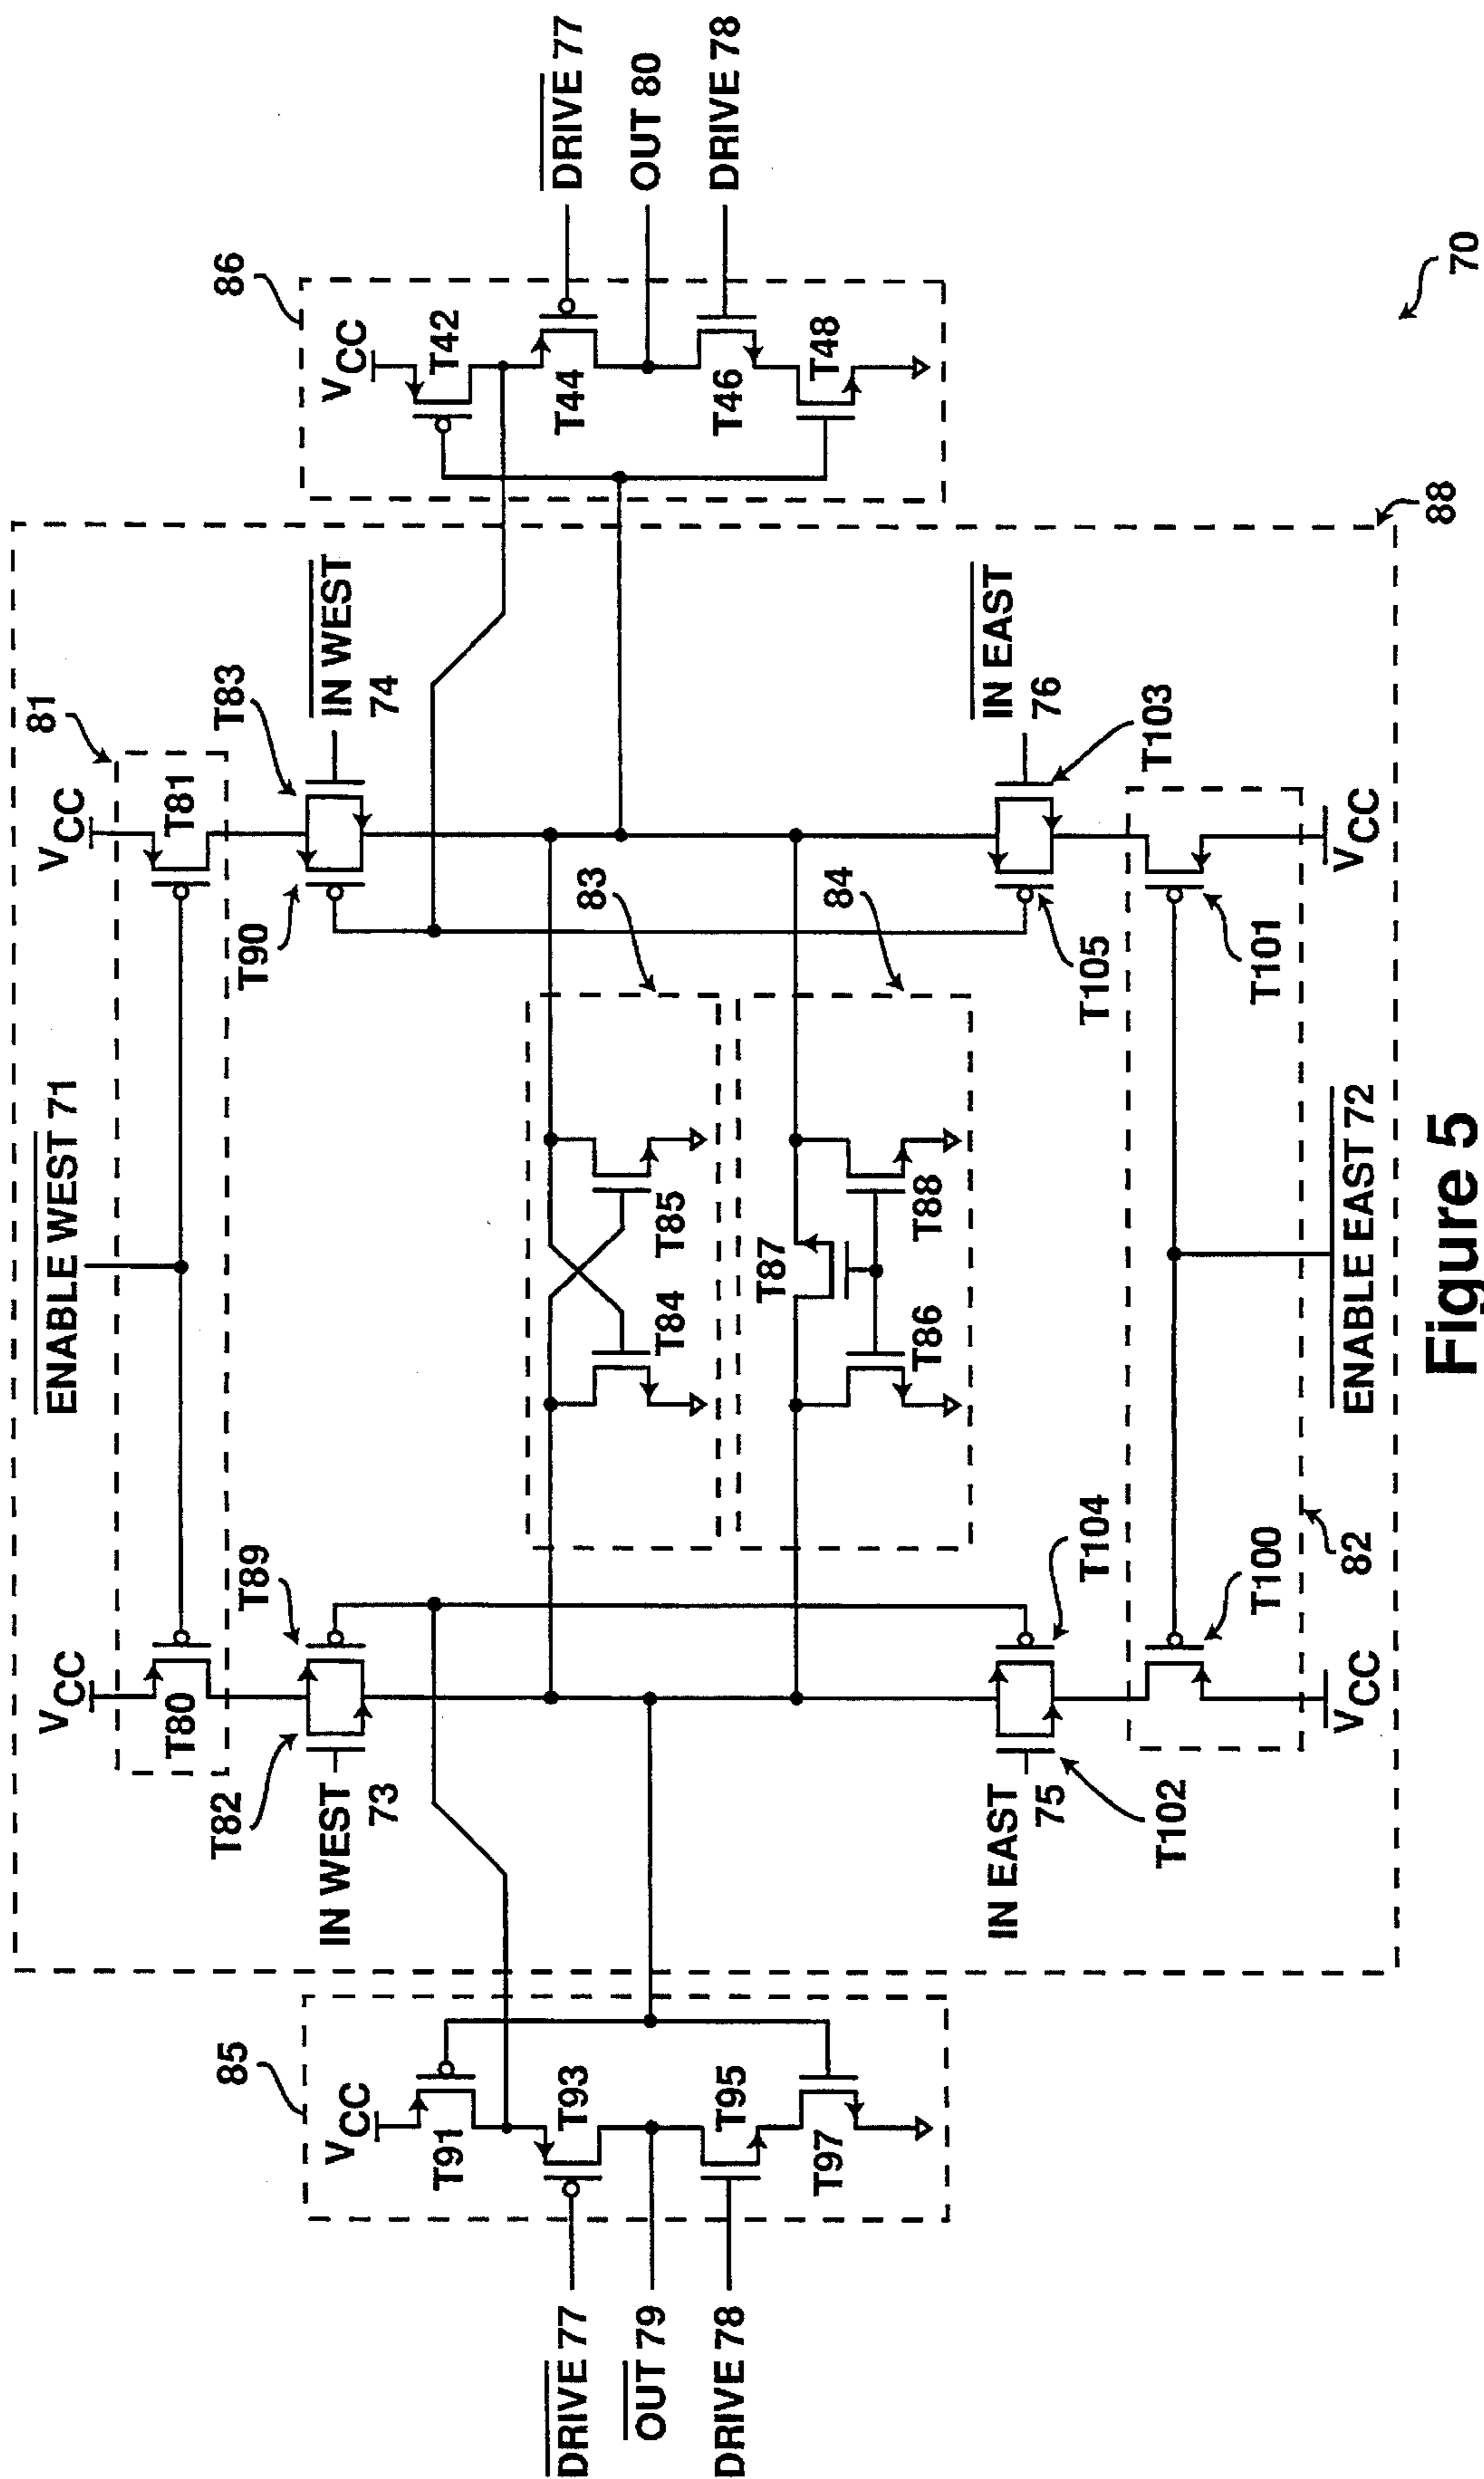 ENABLE WEST 71
VCC
VCC
81
T80
T81
T82
T89
T90
T83
85
86
IN WEST
73
IN WEST
74
VCC
VCC
T91
T42
DRIVE 77
T93
T44
DRIVE 77
83
OUT 79
T84
T85
OUT 80
DRIVE 78
T95
T46
DRIVE 78
T87
84
T97
T48
T86
T88
IN EAST
75
IN EAST
76
T104
T105
T102
T103
T100
T101
82
VCC
VCC
ENABLE EAST 72
88
70
Figure 5